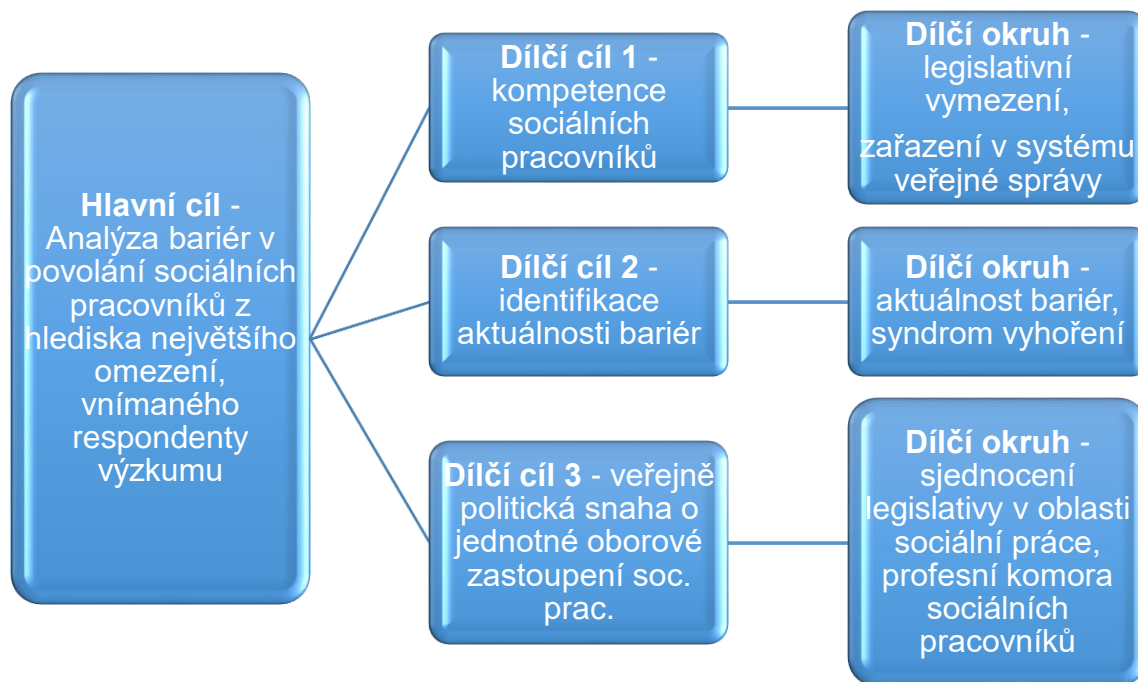 Hlavní cíl -
Analýza bariér v
povolání sociálních
pracovníků z
hlediska největšího
omezení,
vnímaného
respondenty
výzkumu
Dílčí cíl 1 -
kompetence
sociálních
pracovníků
Dílčí okruh -
legislativní
vymezení,
zařazení v systému
veřejné správy
Dílčí cíl 2 -
identifikace
aktuálnosti bariér
Dílčí okruh -
aktuálnost bariér,
syndrom vyhoření
Dílčí cíl 3 - veřejně
politická snaha o
jednotné oborové
zastoupení soc.
prac.
Dílčí okruh -
sjednocení
legislativy v oblasti
sociální práce,
profesní komora
sociálních
pracovníků